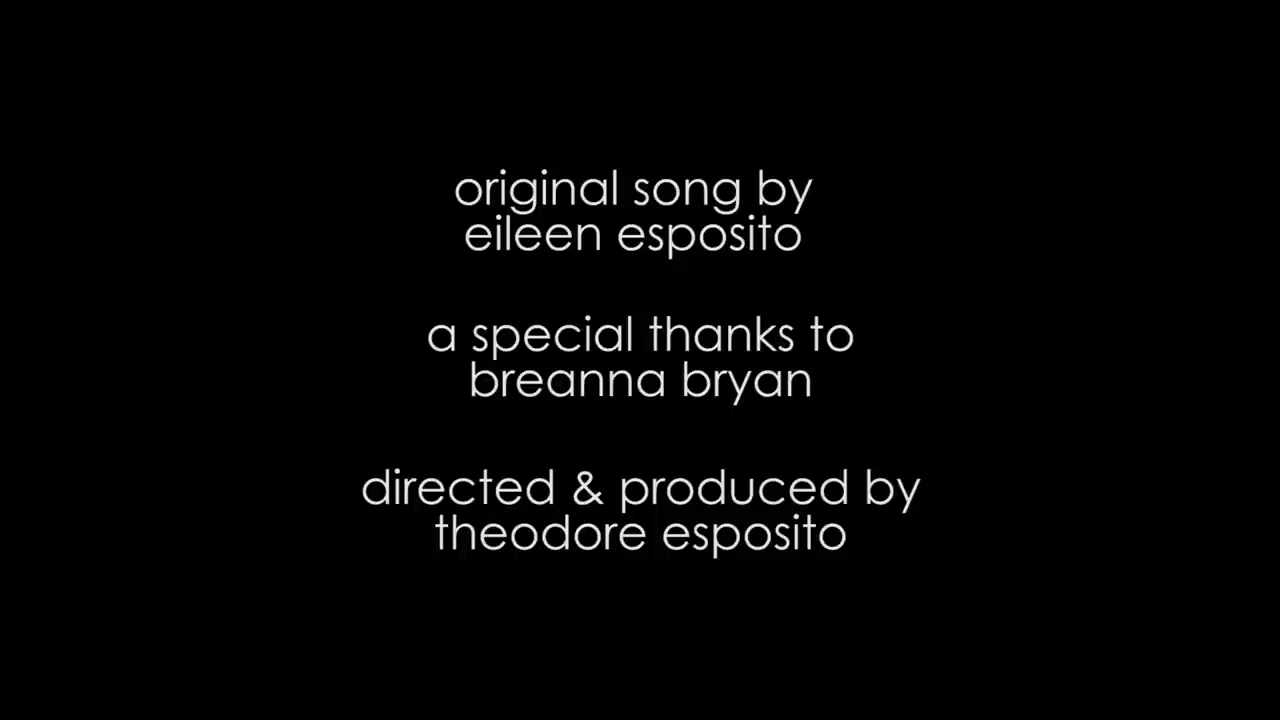 original song by
eileen esposito
a special thanks to
breanna bryan
directed & produced by
theodore esposito